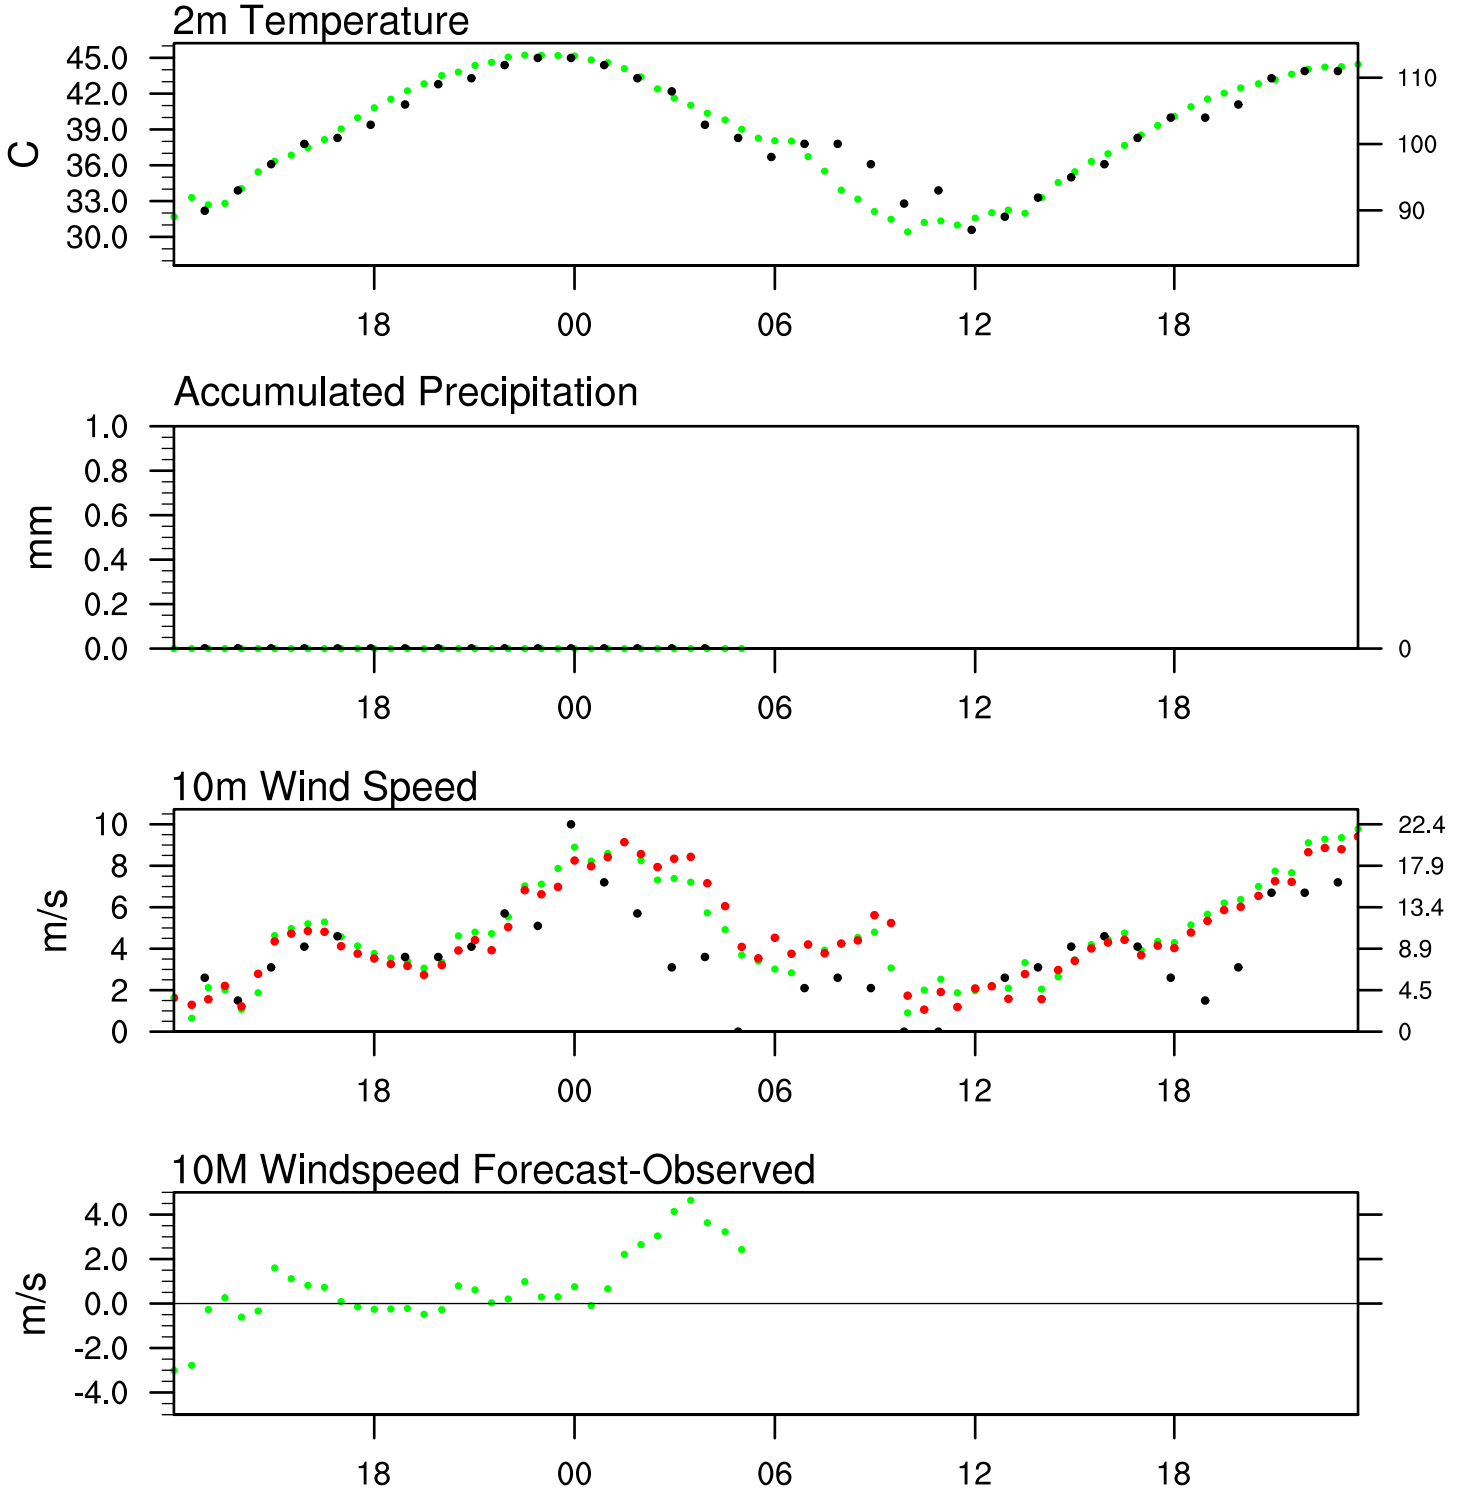 2m Temperature
45.0
42.0
39.0
36.0
33.0
30.0
C
110
100
90
18 00 06 12 18
Accumulated Precipitation
1.0
0.8
0.6
0.4
0.2
0.0
mm
0
18 00 06 12 18
10m Wind Speed
10
8
6
4
2
0
m/s
22.4
17.9
13.4
8.9
4.5
0
18 00 06 12 18
10M Windspeed Forecast-Observed
4.0
2.0
0.0
-2.0
-4.0
m/s
18 00 06 12 18